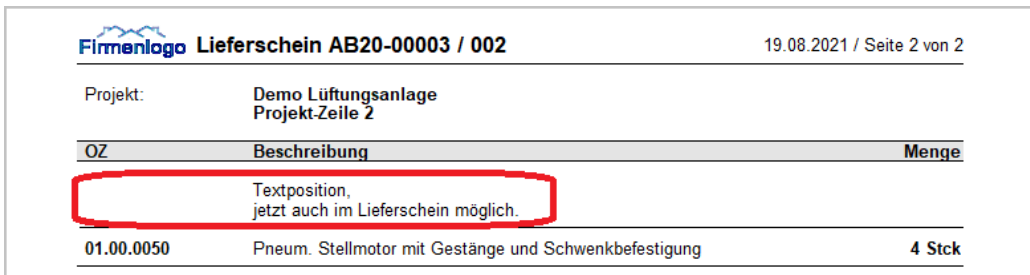 Firmenlogo Lieferschein AB20-00003 / 002 19.08.2021 / Seite 2 von 2
Projekt: Demo Lüftungsanlage
Projekt-Zeile 2
OZ Beschreibung Menge
Textposition,
jetzt auch im Lieferschein möglich.
01.00.0050 Pneum. Stellmotor mit Gestänge und Schwenkbefestigung 4 Stck